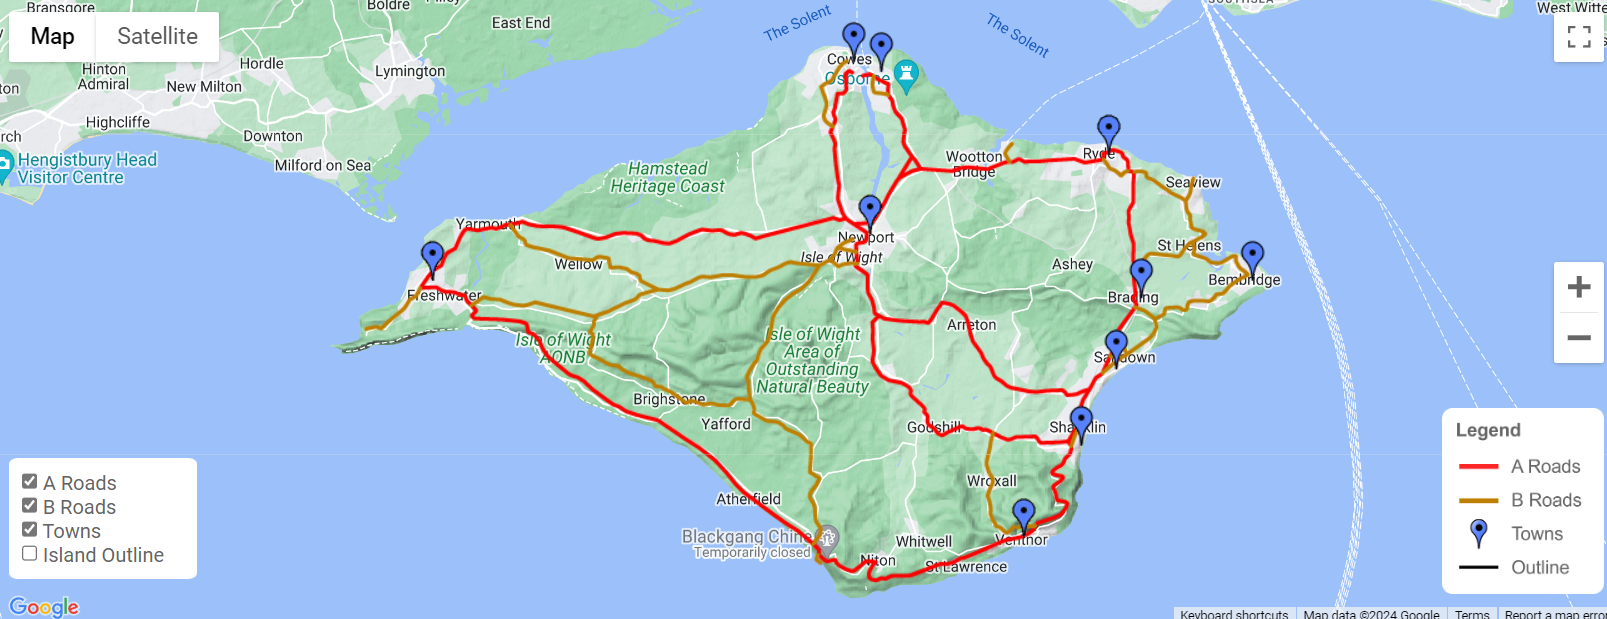 Bransgore
Boldre
East End
SOUTHSEA
West Witte
Map
Satellite
The Solent
The Solent
Hordle
Hinton
Admiral
Lymington
New Milton
Cowes
Osborne
Highcliffe
Downton
Milford on Sea
Hengistbury Head
Visitor Centre
Hamstead
Heritage Coast
Wootton
Bridge
Ryde
Seaview
Yarmouth
Newport
Isle of Wight
St Helens
Wellow
Ashey
Bembridge
Freshwater
Brading
Arreton
Isle of Wight
AONB
Isle of Wight
Area of
Outstanding
Natural Beauty
Sandown
Brighstone
Yafford
Godshill
Shanklin
Wroxall
Atherfield
Blackgang Chine
Temporarily closed
Whitwell
Ventnor
Niton
St Lawrence
Legend
A Roads
B Roads
Towns
Outline
A Roads
B Roads
Towns
Island Outline
Google
Keyboard shortcuts
Map data ©2024 Google
Terms
Report a map error